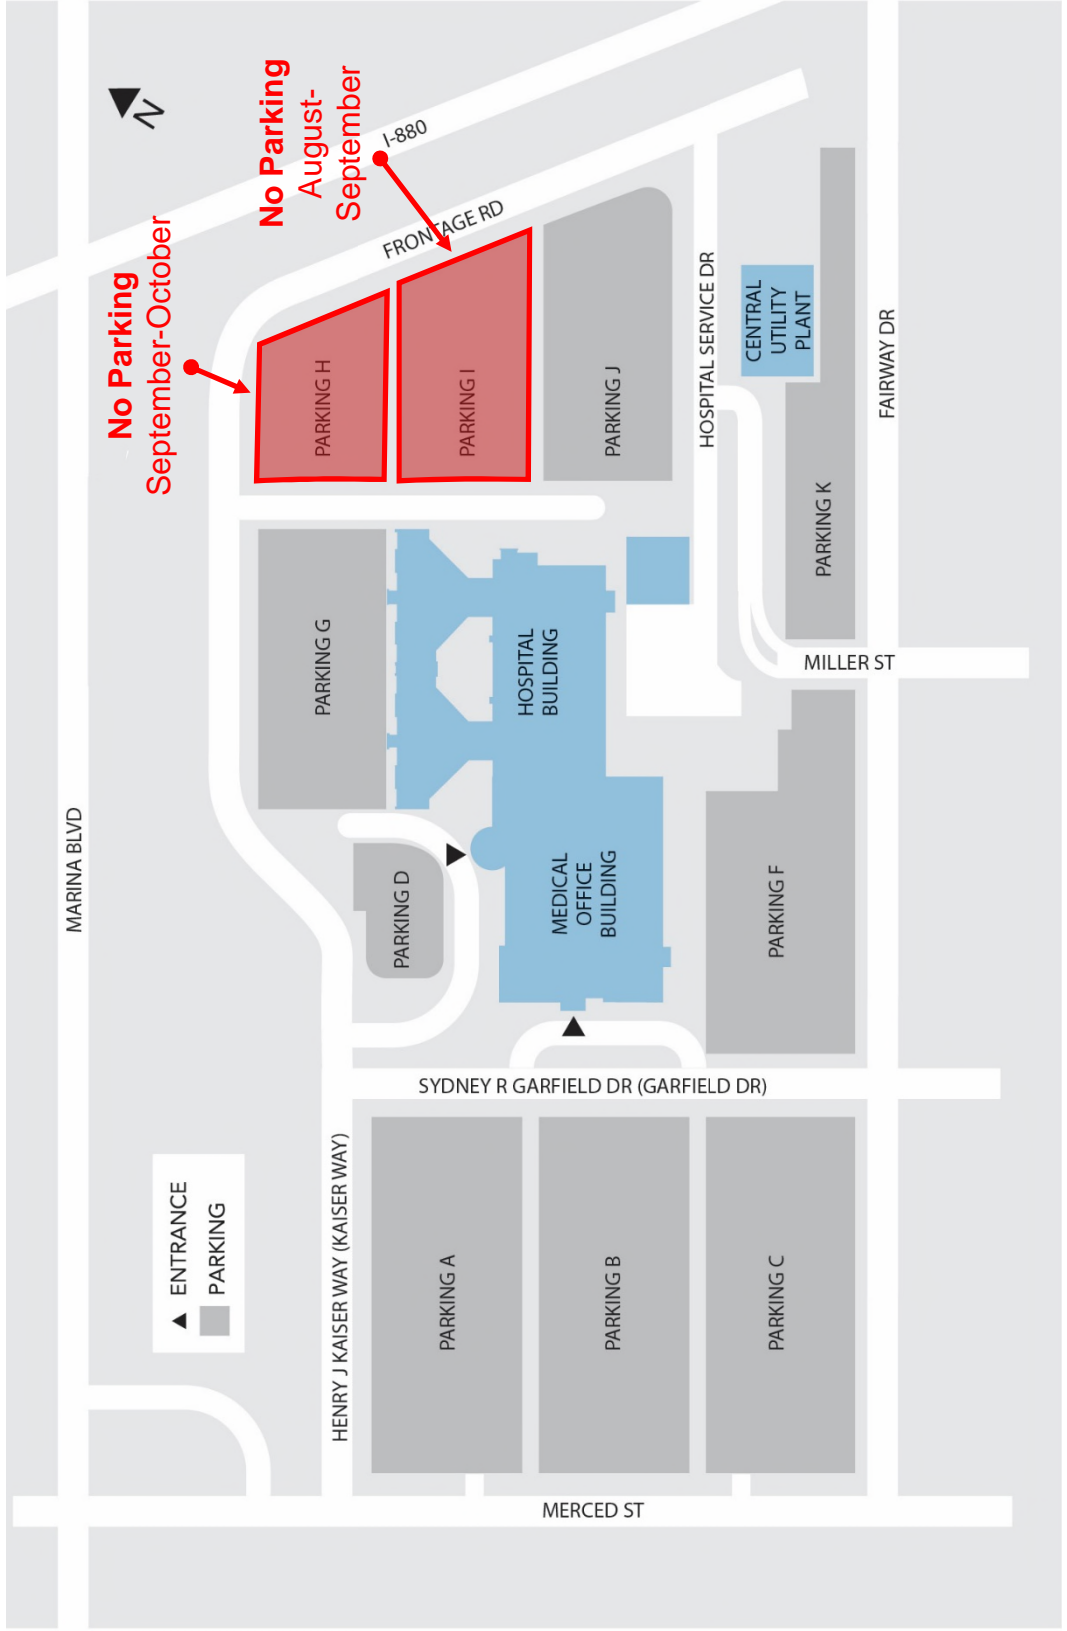 N
No Parking
September-October
No Parking
August-
September
I-880
FRONTAGE RD
PARKING H
PARKING I
PARKING J
HOSPITAL SERVICE DR
CENTRAL
UTILITY
PLANT
FAIRWAY DR
PARKING K
PARKING G
HOSPITAL
BUILDING
MILLER ST
MARINA BLVD
PARKING D
MEDICAL
OFFICE
BUILDING
PARKING F
SYDNEY R GARFIELD DR (GARFIELD DR)
HENRY J KAISER WAY (KAISER WAY)
ENTRANCE
PARKING
PARKING A
PARKING B
PARKING C
MERCED ST